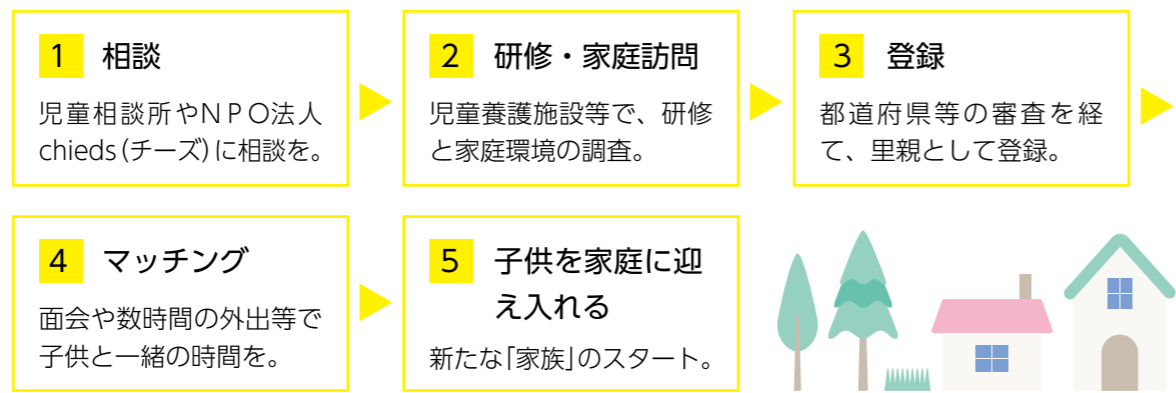 1 相談
児童相談所やＮＰＯ法人
chieds（チーズ）に相談を。
2 研修・家庭訪問
児童養護施設等で、研修
と家庭環境の調査。
3 登録
都道府県等の審査を経
て、里親として登録。
4 マッチング
面会や数時間の外出等で
子供と一緒の時間を。
5 子供を家庭に迎
え入れる
新たな「家族」のスタート。